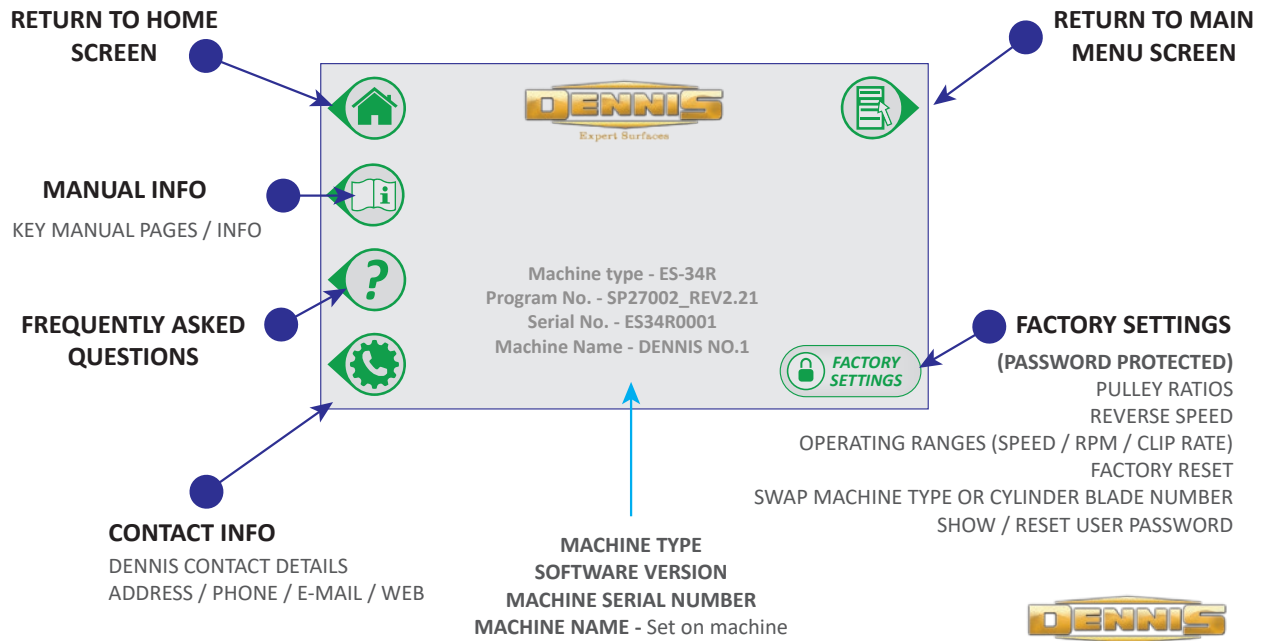 RETURN TO HOME
SCREEN
RETURN TO MAIN
MENU SCREEN
DENNIS
Expert Surfaces
MANUAL INFO
KEY MANUAL PAGES / INFO
i
?
FREQUENTLY ASKED
QUESTIONS
Machine type - ES-34R
Program No. - SP27002_REV2.21
Serial No. - ES34R0001
Machine Name - DENNIS NO.1
FACTORY
SETTINGS
FACTORY SETTINGS
(PASSWORD PROTECTED)
PULLEY RATIOS
REVERSE SPEED
OPERATING RANGES (SPEED / RPM / CLIP RATE)
FACTORY RESET
SWAP MACHINE TYPE OR CYLINDER BLADE NUMBER
SHOW / RESET USER PASSWORD
CONTACT INFO
DENNIS CONTACT DETAILS
ADDRESS / PHONE / E-MAIL / WEB
MACHINE TYPE
SOFTWARE VERSION
MACHINE SERIAL NUMBER
MACHINE NAME - Set on machine
DENNIS